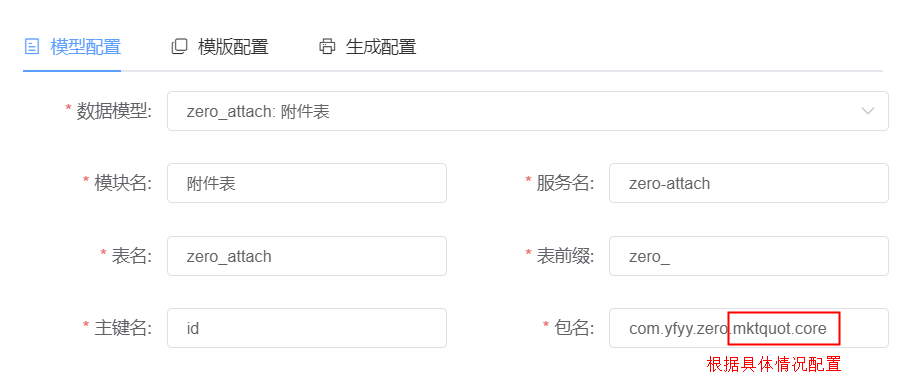 模型配置 模版配置 生成配置
* 数据模型: zero_attach: 附件表
* 模块名: 附件表 * 服务名: zero-attach
* 表名: zero_attach * 表前缀: zero_
* 主键名: id * 包名: com.yfyy.zero.mktquot.core
根据具体情况配置